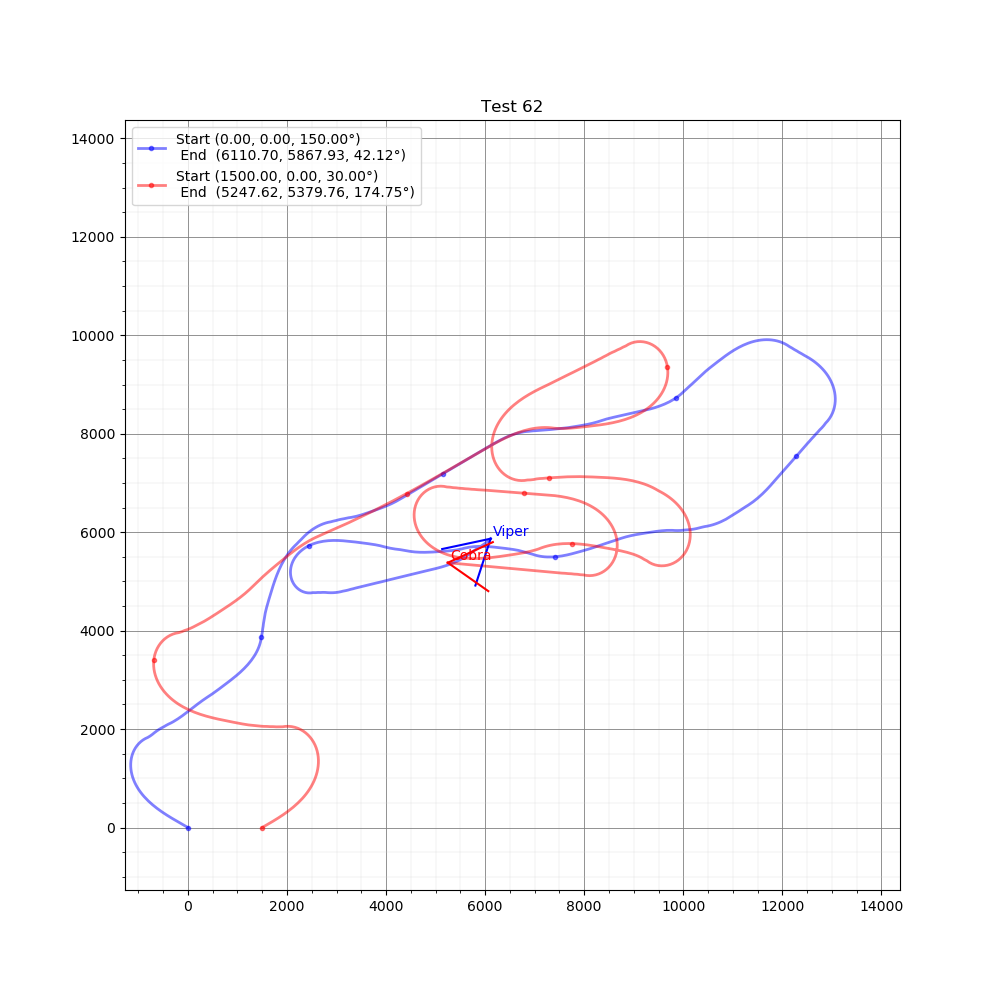 Test 62
Start (0.00, 0.00, 150.00°)
End (6110.70, 5867.93, 42.12°)
Start (1500.00, 0.00, 30.00°)
End (5247.62, 5379.76, 174.75°)
14000
12000
10000
8000
6000
4000
2000
0
Viper
Cobra
0 2000 4000 6000 8000 10000 12000 14000